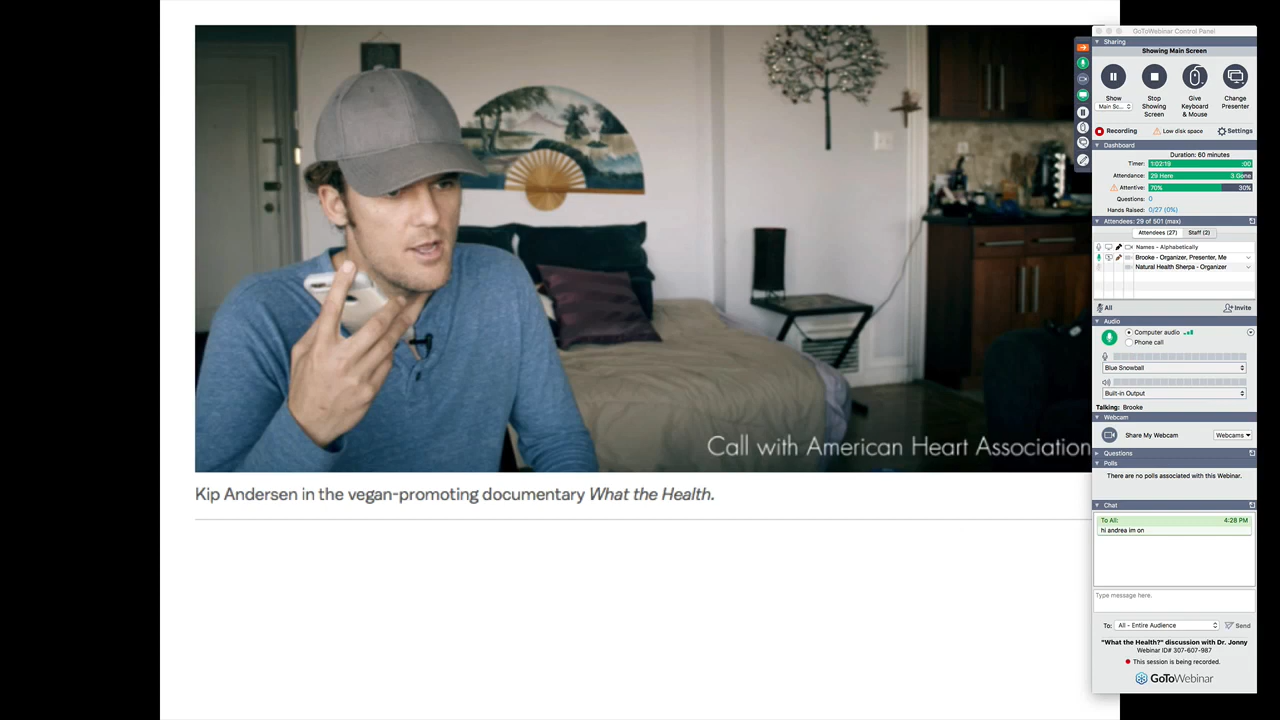 Call with American Heart Association
Kip Andersen in the vegan-promoting documentary What the Health.
GoToWebinar Control Panel
Sharing
Showing Main Screen
Show
Main Sc...
Stop
Showing
Screen
Give
Keyboard
& Mouse
Change
Presenter
Recording
Low disk space
Settings
Dashboard
Duration: 60 minutes
Timer: 1:02:19 :00
Attendance: 29 Here 3 Gone
Attentive: 70% 30%
Questions: 0
Hands Raised: 0/27 (0%)
Attendees: 29 of 501 (max)
Attendees (27) Staff (2)
Names - Alphabetically
Brooke - Organizer, Presenter, Me
Natural Health Sherpa - Organizer
All Invite
Audio
Computer audio
Phone call
Blue Snowball
Built-in Output
Talking: Brooke
Webcam
Share My Webcam Webcams
Questions
Polls
There are no polls associated with this Webinar.
Chat
To All: 4:28 PM
hi andrea im on
Type message here.
To: All - Entire Audience Send
"What the Health?" discussion with Dr. Jonny
Webinar ID# 307-607-987
This session is being recorded.
GoToWebinar